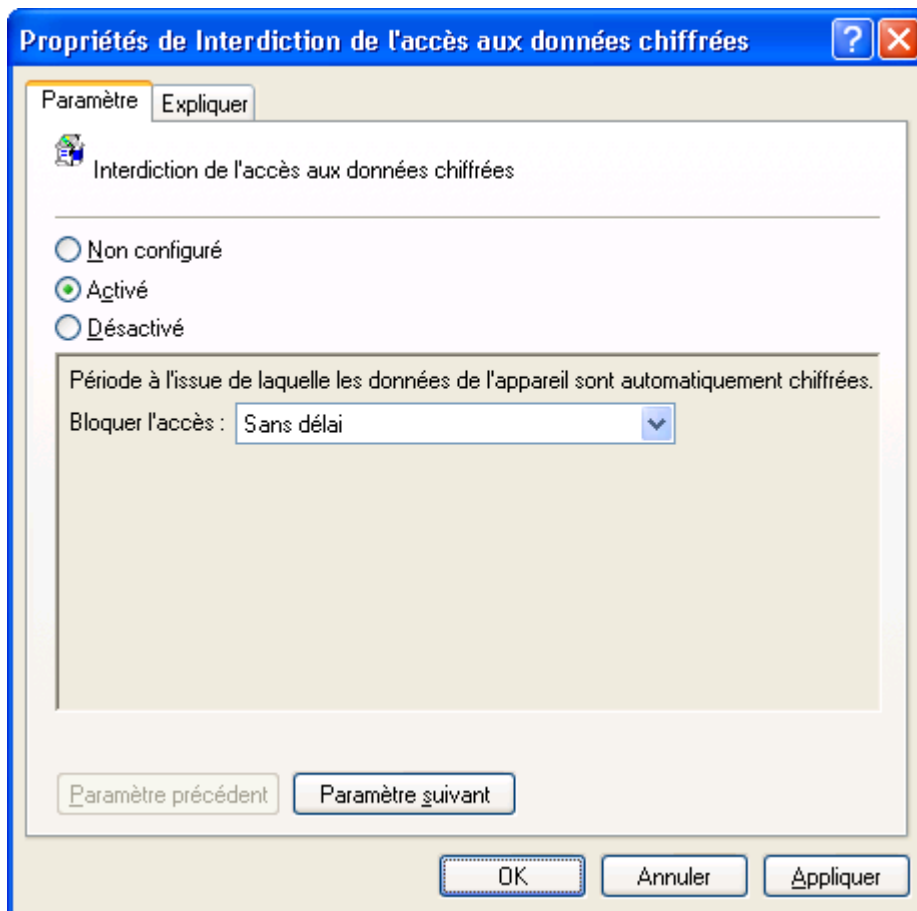 Propriétés de Interdiction de l'accès aux données chiffrées
Paramètre
Expliquer
Interdiction de l'accès aux données chiffrées
Non configuré
Activé
Désactivé
Période à l'issue de laquelle les données de l'appareil sont automatiquement chiffrées.
Bloquer l'accès : Sans délai
Paramètre précédent
Paramètre suivant
OK
Annuler
Appliquer